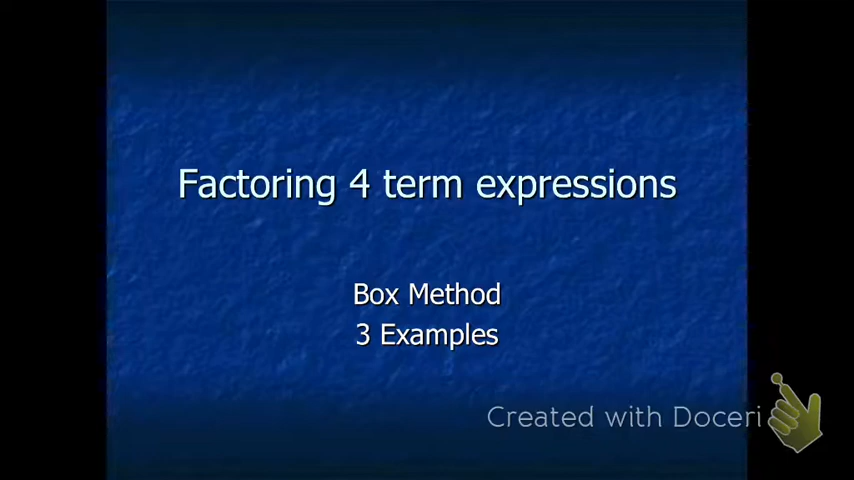 Factoring 4 term expressions
Box Method
3 Examples
Created with Doceri